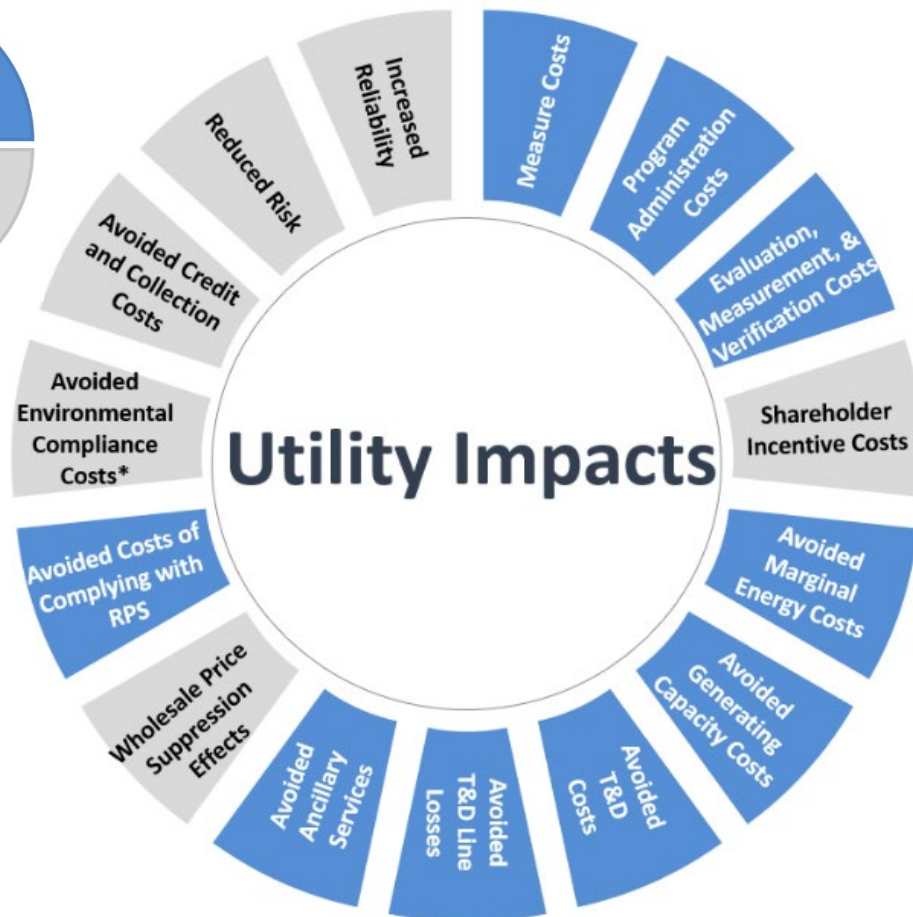 Utility Impacts
Measure Costs
Program
Administration
Costs
Evaluation,
Measurement, &
Verification Costs
Shareholder
Incentive Costs
Avoided
Marginal
Energy Costs
Avoided
Generating
Capacity Costs
Avoided
T&D
Costs
Avoided
T&D Line
Losses
Avoided
Ancillary
Services
Wholesale Price
Suppression
Effects
Avoided Costs of
Complying with
RPS
Avoided
Environmental
Compliance
Costs*
Avoided Credit
and Collection
Costs
Reduced Risk
Increased
Reliability